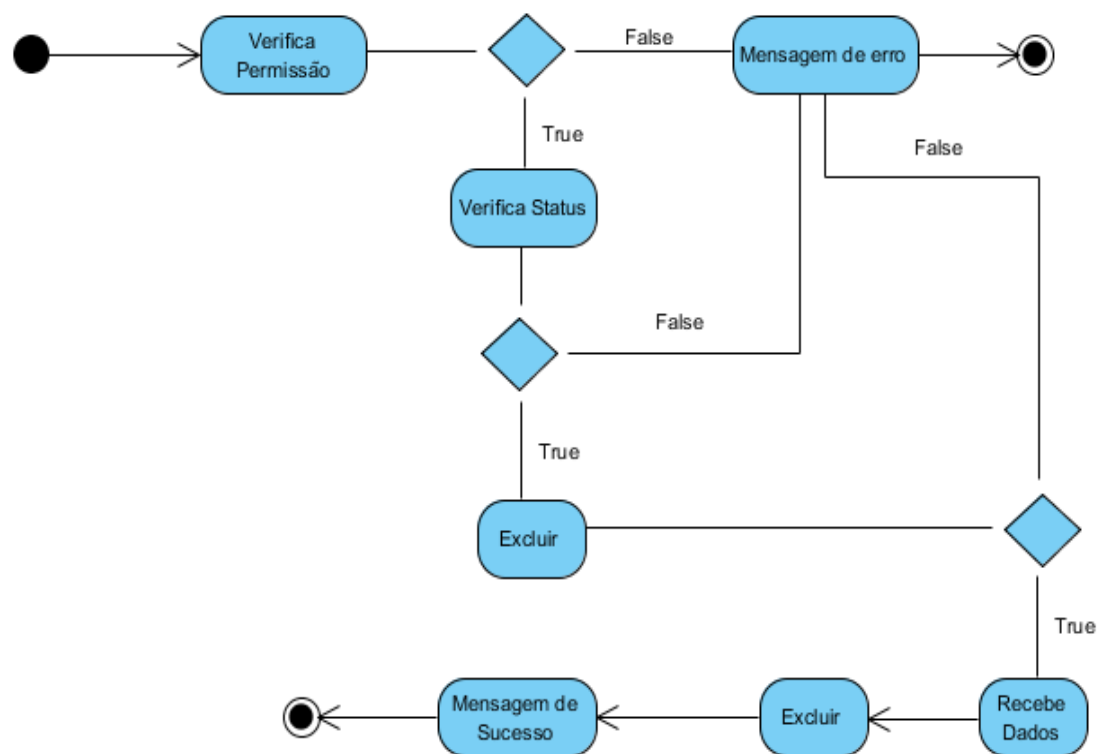 Verifica
Permissão
False
Mensagem de erro
True
False
Verifica Status
False
True
Excluir
True
Mensagem de
Sucesso
Excluir
Recebe
Dados